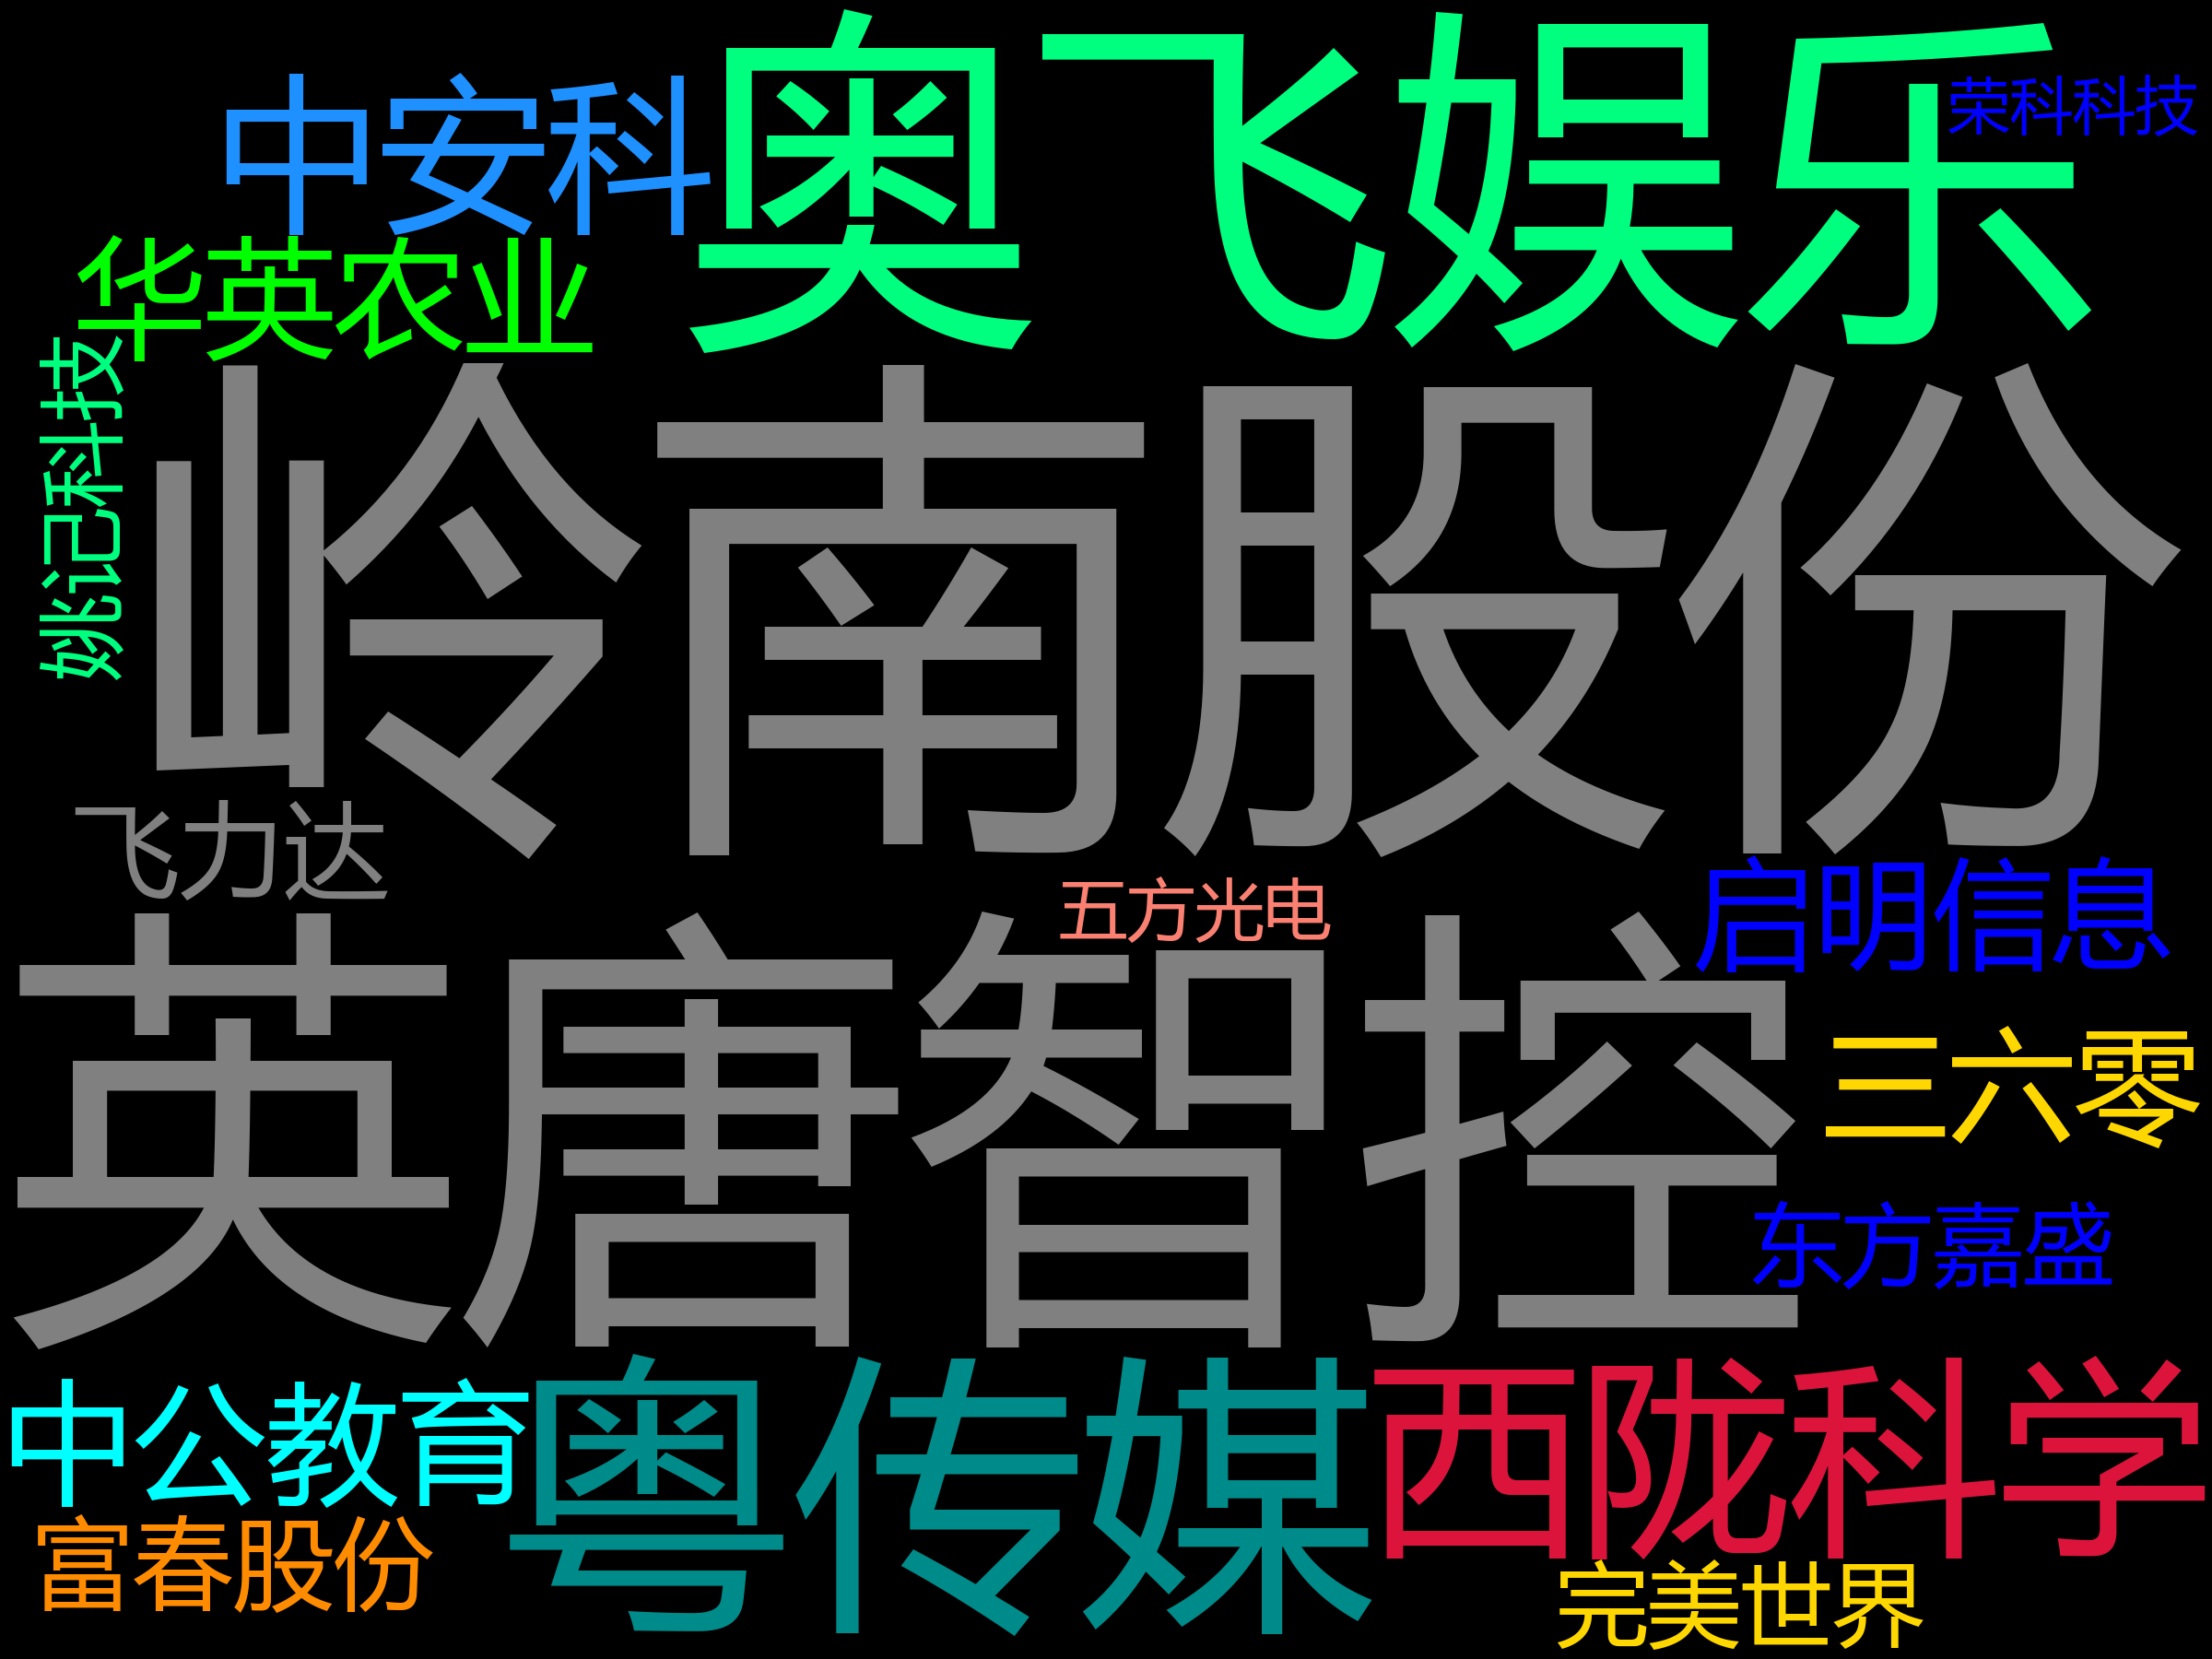 奥飞娱乐
中安科
常科科技
华英农业
姚记科技
岭南股份
飞力达
五方光电
启明信息
英唐智控
三六零
东方嘉盛
中公教育
粤传媒
西陇科学
富春股份
完美世界